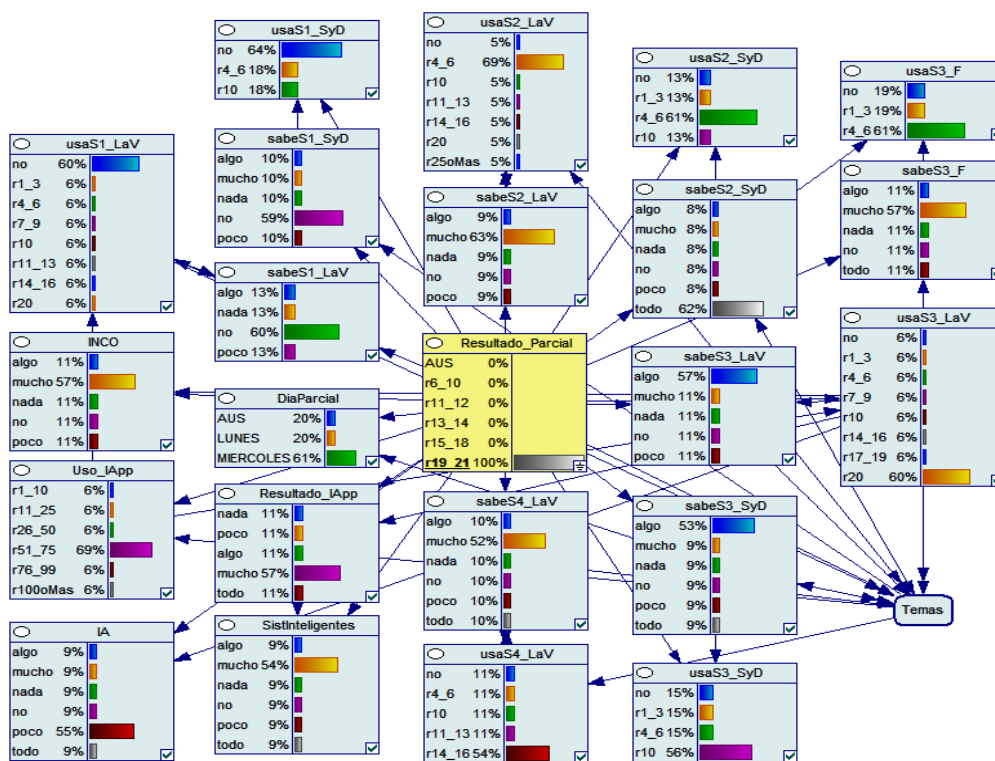 usaS1_SyD
no 64%
r4_6 18%
r10 18%
usaS2_LaV
no 5%
r4_6 69%
r10 5%
r11_13 5%
r14_16 5%
r20 5%
r25oMas 5%
usaS2_SyD
no 13%
r1_3 13%
r4_6 61%
r10 13%
usaS3_F
no 19%
r1_3 19%
r4_6 61%
usaS1_LaV
no 60%
r1_3 6%
r4_6 6%
r7_9 6%
r10 6%
r11_13 6%
r14_16 6%
r20 6%
sabeS1_SyD
algo 10%
mucho 10%
nada 10%
no 59%
poco 10%
sabeS2_LaV
algo 9%
mucho 63%
nada 9%
no 9%
poco 9%
sabeS2_SyD
algo 8%
mucho 8%
nada 8%
no 8%
poco 8%
todo 62%
sabeS3_F
algo 11%
mucho 57%
nada 11%
no 11%
todo 11%
sabeS1_LaV
algo 13%
nada 13%
no 60%
poco 13%
INCO
algo 11%
mucho 57%
nada 11%
no 11%
poco 11%
Resultado_Parcial
AUS 0%
r6_10 0%
r11_12 0%
r13_14 0%
r15_18 0%
r19_21 100%
sabeS3_LaV
algo 57%
mucho 11%
nada 11%
no 11%
poco 11%
usaS3_LaV
no 6%
r1_3 6%
r4_6 6%
r7_9 6%
r10 6%
r14_16 6%
r17_19 6%
r20 60%
DiaParcial
AUS 20%
LUNES 20%
MIERCOLES 61%
Uso_IApp
r1_10 6%
r11_25 6%
r26_50 6%
r51_75 69%
r76_99 6%
r100oMas 6%
Resultado_IApp
nada 11%
poco 11%
algo 11%
mucho 57%
todo 11%
sabeS4_LaV
algo 10%
mucho 52%
nada 10%
no 10%
poco 10%
todo 10%
sabeS3_SyD
algo 53%
mucho 9%
nada 9%
no 9%
poco 9%
todo 9%
Temas
IA
algo 9%
mucho 9%
nada 9%
no 9%
poco 55%
todo 9%
SistInteligentes
algo 9%
mucho 54%
nada 9%
no 9%
poco 9%
todo 9%
usaS4_LaV
no 11%
r4_6 11%
r10 11%
r11_13 11%
r14_16 54%
usaS3_SyD
no 15%
r1_3 15%
r4_6 15%
r10 56%